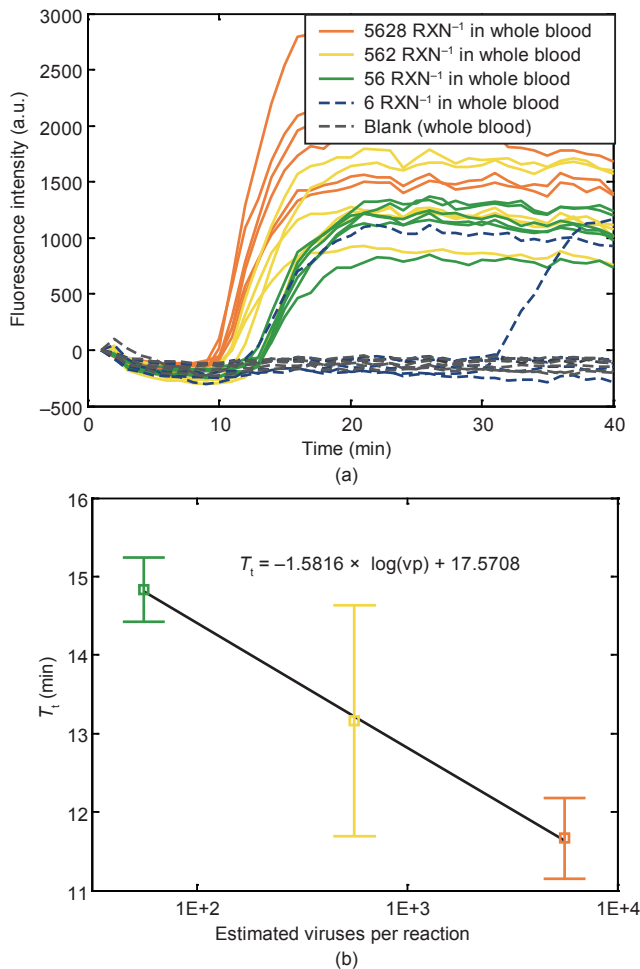 3000
2500
2000
1500
1000
500
0
–500
Fluorescence intensity (a.u.)
5628 RXN⁻¹ in whole blood
562 RXN⁻¹ in whole blood
56 RXN⁻¹ in whole blood
6 RXN⁻¹ in whole blood
Blank (whole blood)
0 10 20 30 40
Time (min)
(a)
16
15
14
13
12
11
Tₜ (min)
Tₜ = –1.5816 × log(vp) + 17.5708
1E+2 1E+3 1E+4
Estimated viruses per reaction
(b)